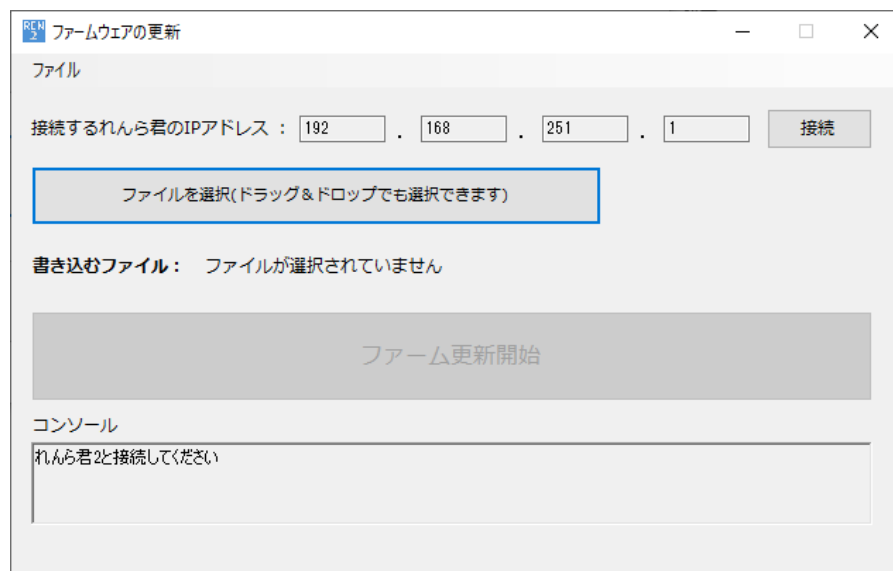 REN 2 ファームウェアの更新
ファイル
接続するれんら君のIPアドレス : 192 . 168 . 251 . 1 接続
ファイルを選択(ドラッグ&ドロップでも選択できます)
書き込むファイル: ファイルが選択されていません
ファーム更新開始
コンソール
れんら君2と接続してください